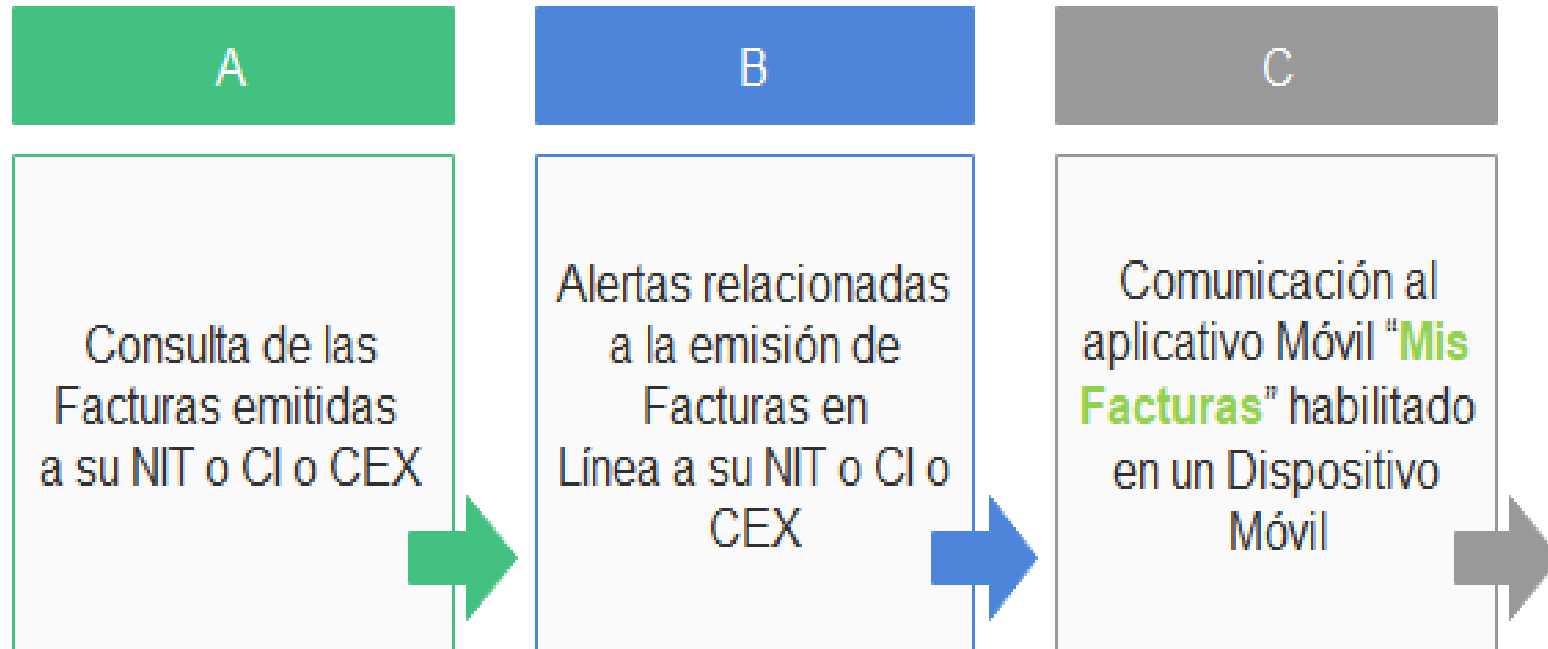 A
Consulta de las
Facturas emitidas
a su NIT o CI o CEX
B
Alertas relacionadas
a la emisión de
Facturas en
Línea a su NIT o CI o
CEX
C
Comunicación al
aplicativo Móvil “Mis
Facturas” habilitado
en un Dispositivo
Móvil